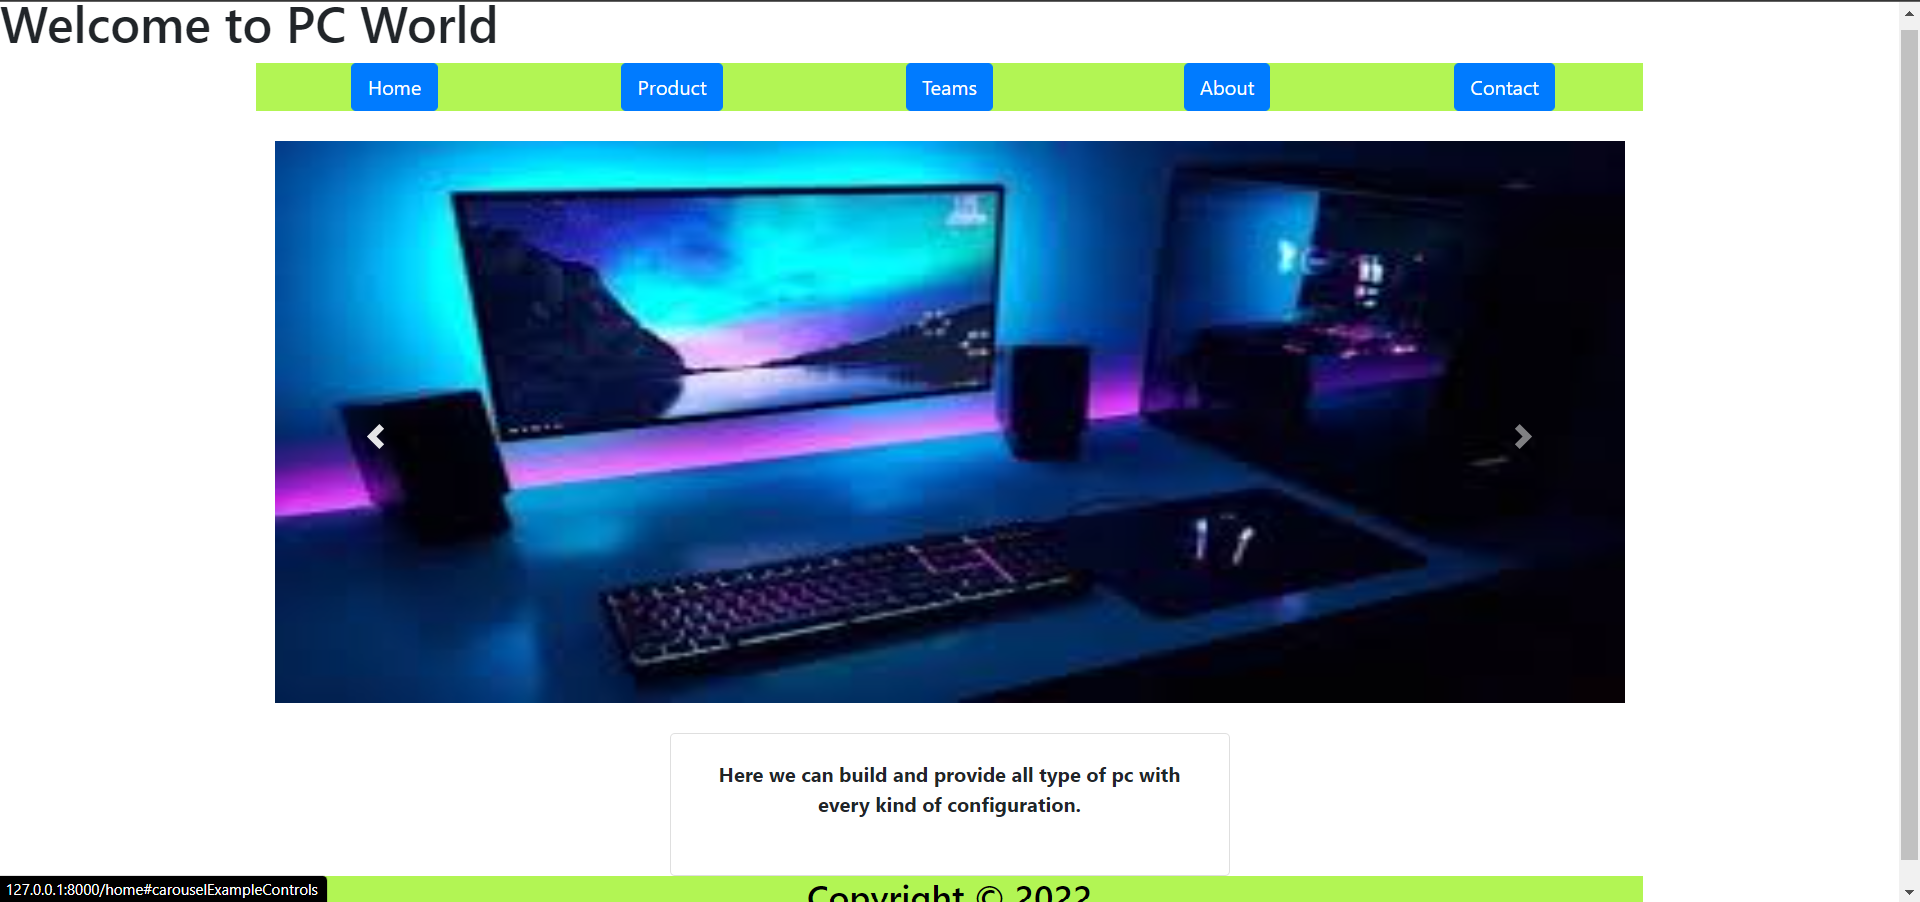 Welcome to PC World
Home Product Teams About Contact
Here we can build and provide all type of pc with
every kind of configuration.
127.0.0.1:8000/home#carouselExampleControls
Copyright © 2022